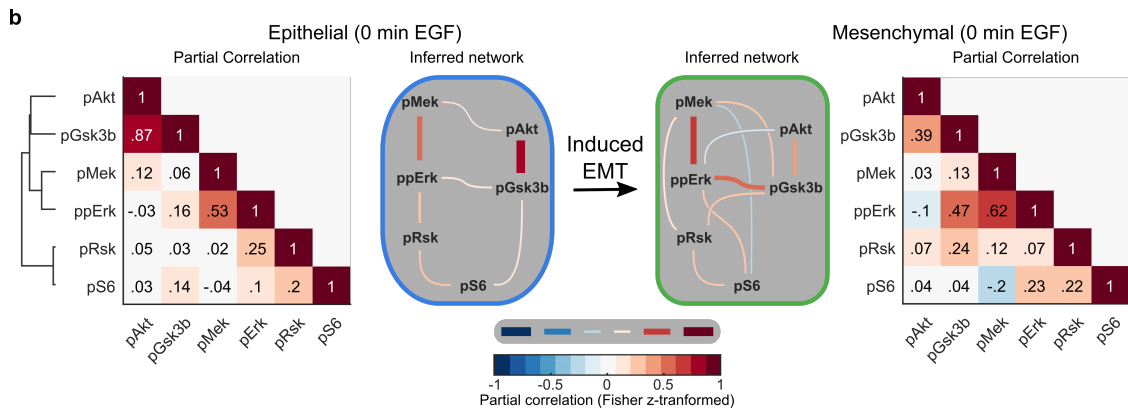 b
Epithelial (0 min EGF)
Mesenchymal (0 min EGF)
Partial Correlation
Inferred network
Inferred network
Partial Correlation
pAkt
1
pGsk3b
.87
1
pMek
.12
.06
1
ppErk
-.03
.16
.53
1
pRsk
.05
.03
.02
.25
1
pS6
.03
.14
-.04
.1
.2
1
pAkt
pGsk3b
pMek
pErk
pRsk
pS6
pMek
pAkt
ppErk
pGsk3b
pRsk
pS6
Induced
EMT
pMek
pAkt
ppErk
pGsk3b
pRsk
pS6
pAkt
1
pGsk3b
.39
1
pMek
.03
.13
1
ppErk
-.1
.47
.62
1
pRsk
.07
.24
.12
.07
1
pS6
.04
.04
-.2
.23
.22
1
pAkt
pGsk3b
pMek
pErk
pRsk
pS6
-1
-0.5
0
0.5
1
Partial correlation (Fisher z-tranformed)